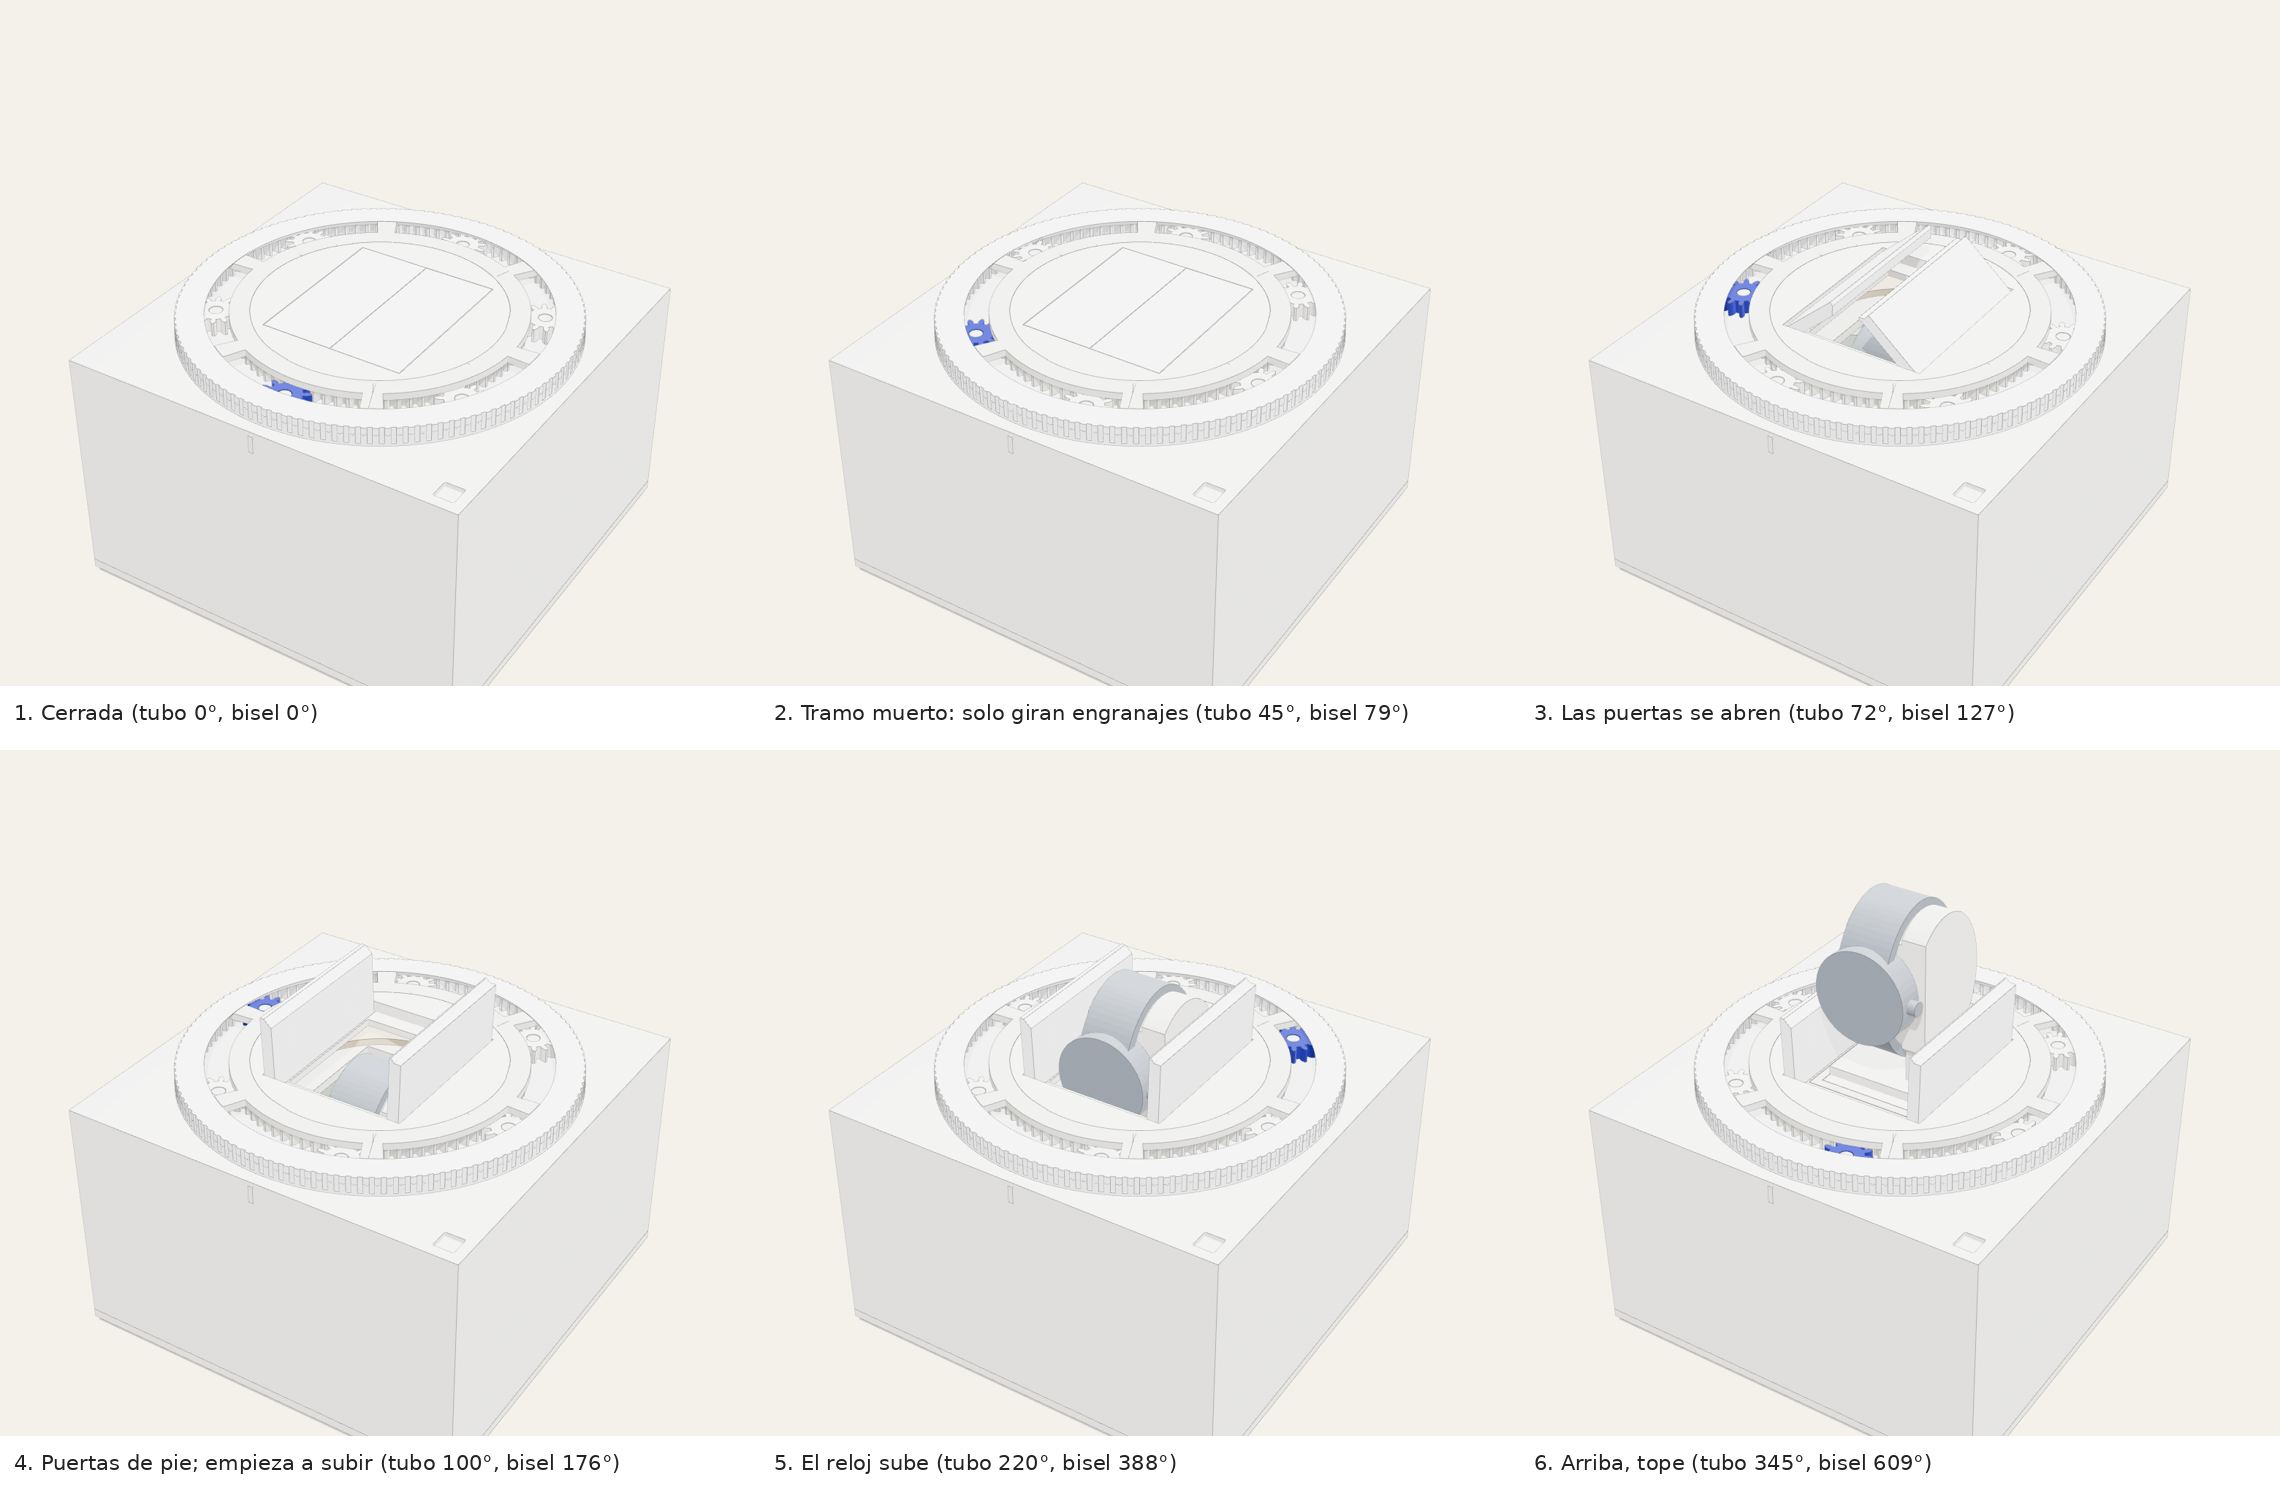 1. Cerrada (tubo 0°, bisel 0°)
2. Tramo muerto: solo giran engranajes (tubo 45°, bisel 79°)
3. Las puertas se abren (tubo 72°, bisel 127°)
4. Puertas de pie; empieza a subir (tubo 100°, bisel 176°)
5. El reloj sube (tubo 220°, bisel 388°)
6. Arriba, tope (tubo 345°, bisel 609°)